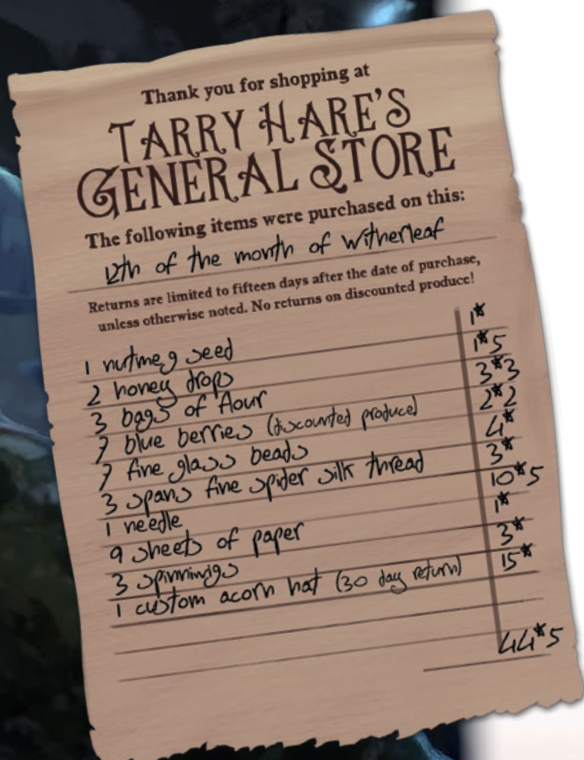 Thank you for shopping at
TARRY HARE'S
GENERAL STORE
The following items were purchased on this:
12th of the month of Witherleaf
Returns are limited to fifteen days after the date of purchase,
unless otherwise noted. No returns on discounted produce!
1 nutmeg seed 1*
2 honey drops 1*5
3 bags of flour 3*3
7 blue berries (discounted produce) 2*2
7 fine glass beads 4*
3 spans fine spider silk thread 3*
1 needle 10*5
9 sheets of paper 1*
3 spinnings 3*
1 custom acorn hat (30 day return) 15*
44*5